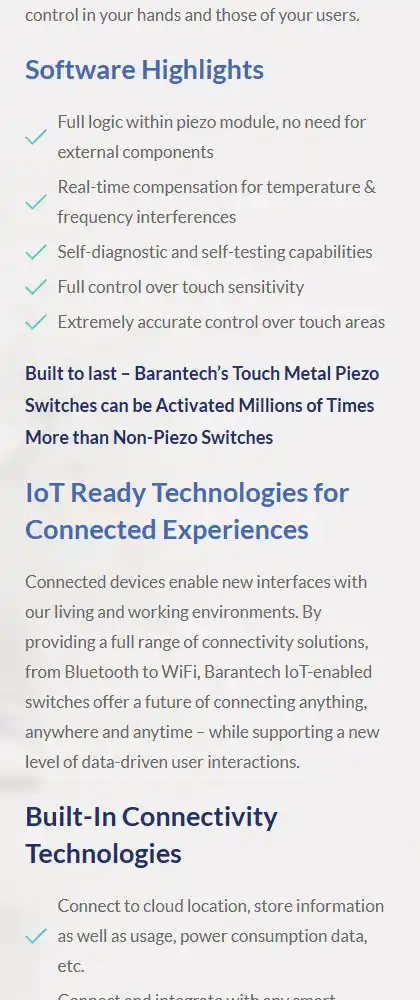 control in your hands and those of your users.
Software Highlights
Full logic within piezo module, no need for
external components
Real-time compensation for temperature &
frequency interferences
Self-diagnostic and self-testing capabilities
Full control over touch sensitivity
Extremely accurate control over touch areas
Built to last – Barantech’s Touch Metal Piezo
Switches can be Activated Millions of Times
More than Non-Piezo Switches
IoT Ready Technologies for
Connected Experiences
Connected devices enable new interfaces with
our living and working environments. By
providing a full range of connectivity solutions,
from Bluetooth to WiFi, Barantech IoT-enabled
switches offer a future of connecting anything,
anywhere and anytime – while supporting a new
level of data-driven user interactions.
Built-In Connectivity
Technologies
Connect to cloud location, store information
as well as usage, power consumption data,
etc.
Connect and integrate with any smart